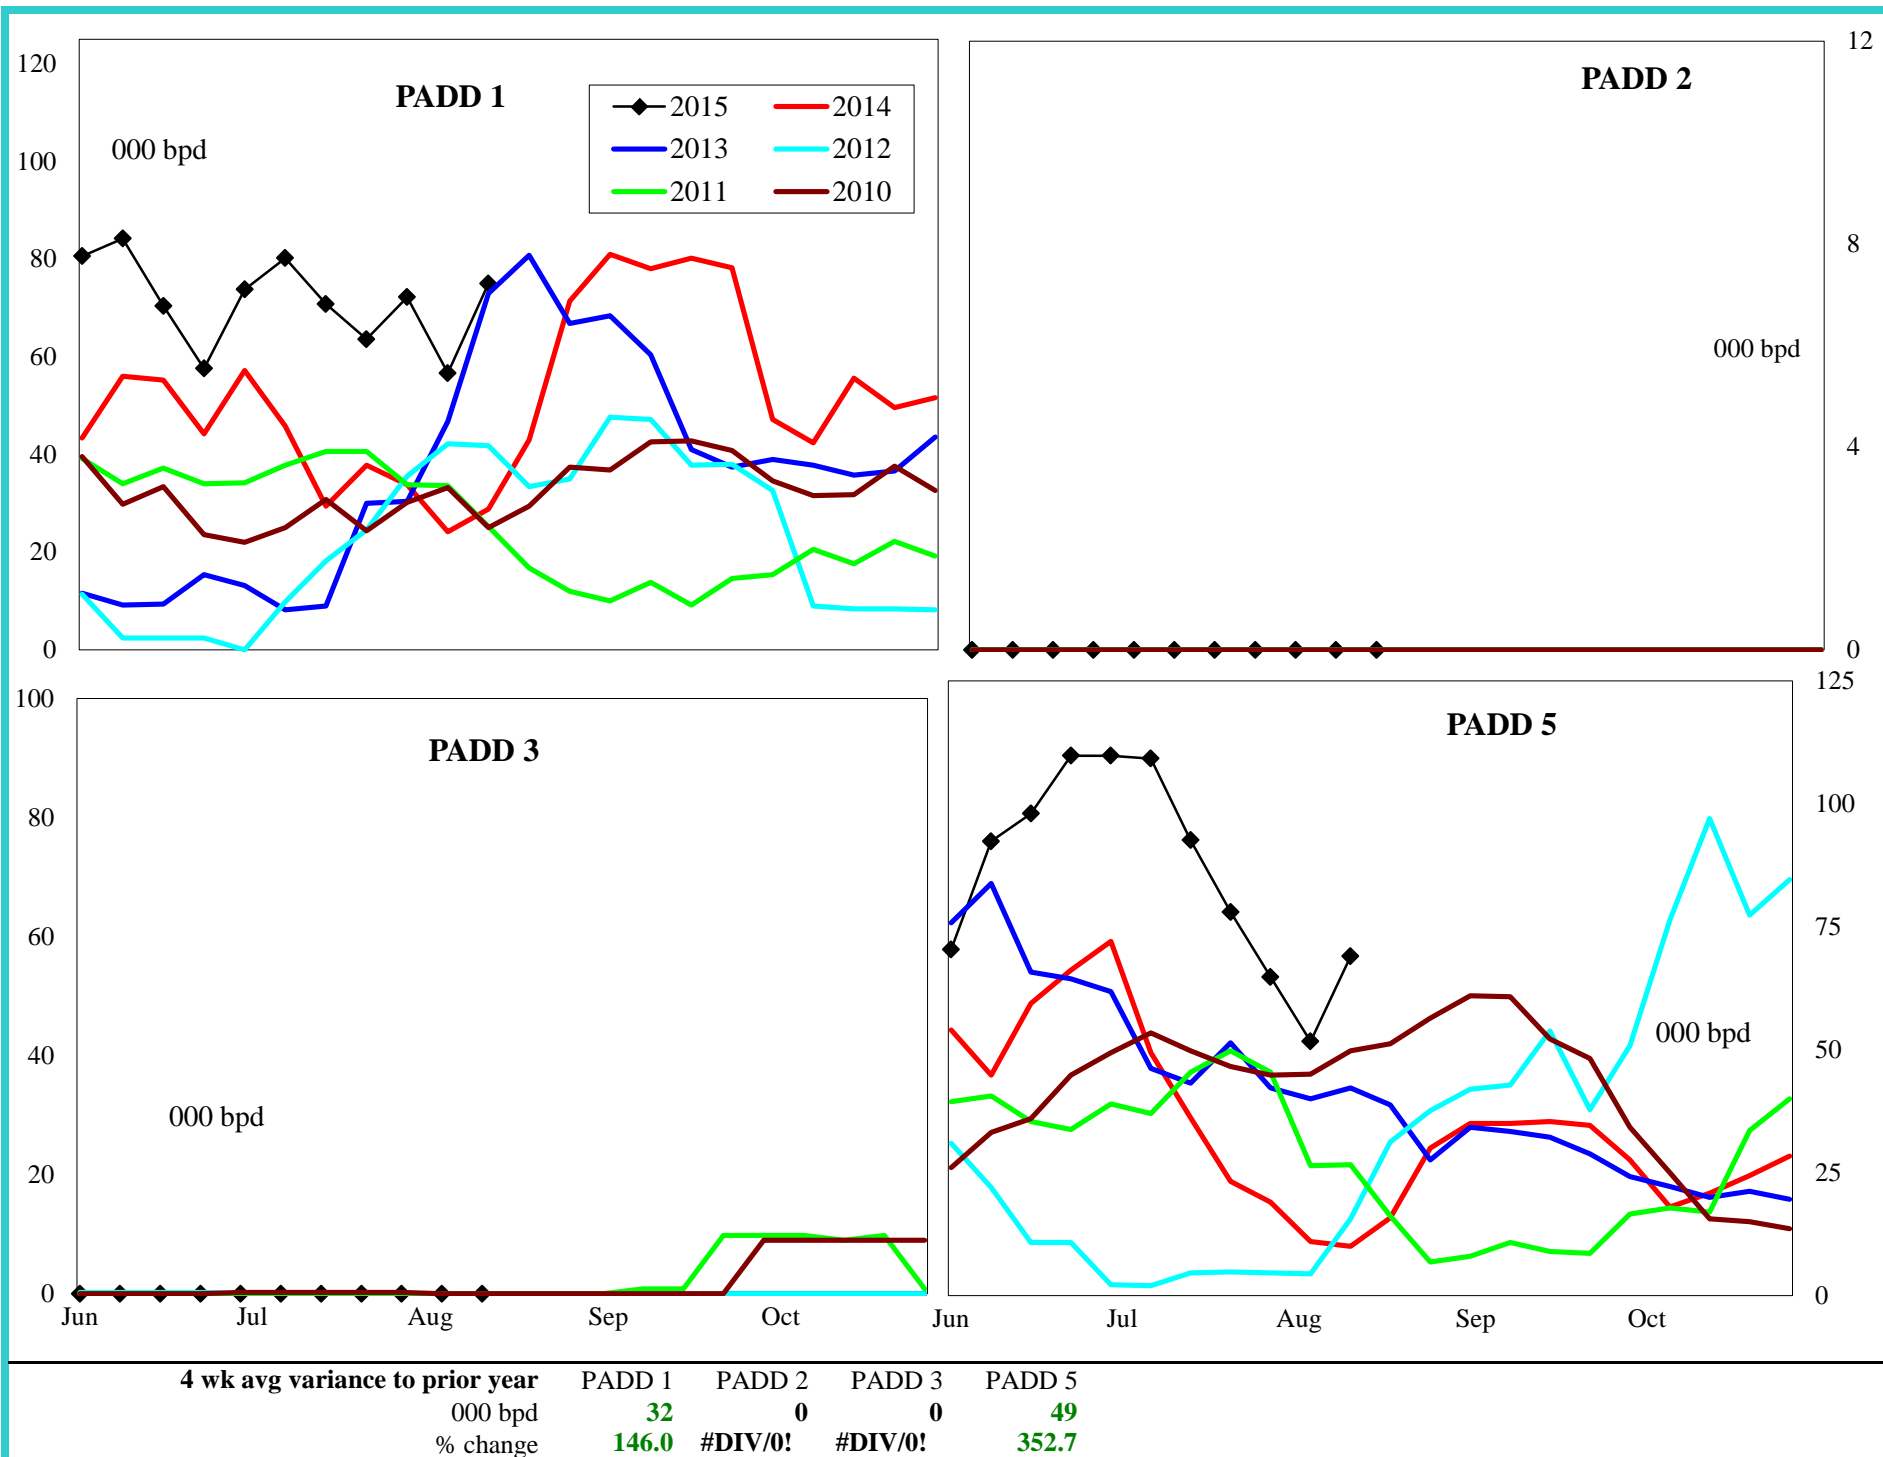 PADD 1
000 bpd
2015 2014
2013 2012
2011 2010
120
100
80
60
40
20
0
PADD 2
000 bpd
12
8
4
0
PADD 3
000 bpd
100
80
60
40
20
0
Jun Jul Aug Sep Oct
PADD 5
000 bpd
125
100
75
50
25
0
Jun Jul Aug Sep Oct
4 wk avg variance to prior year PADD 1 PADD 2 PADD 3 PADD 5
000 bpd 32 0 0 49
% change 146.0 #DIV/0! #DIV/0! 352.7